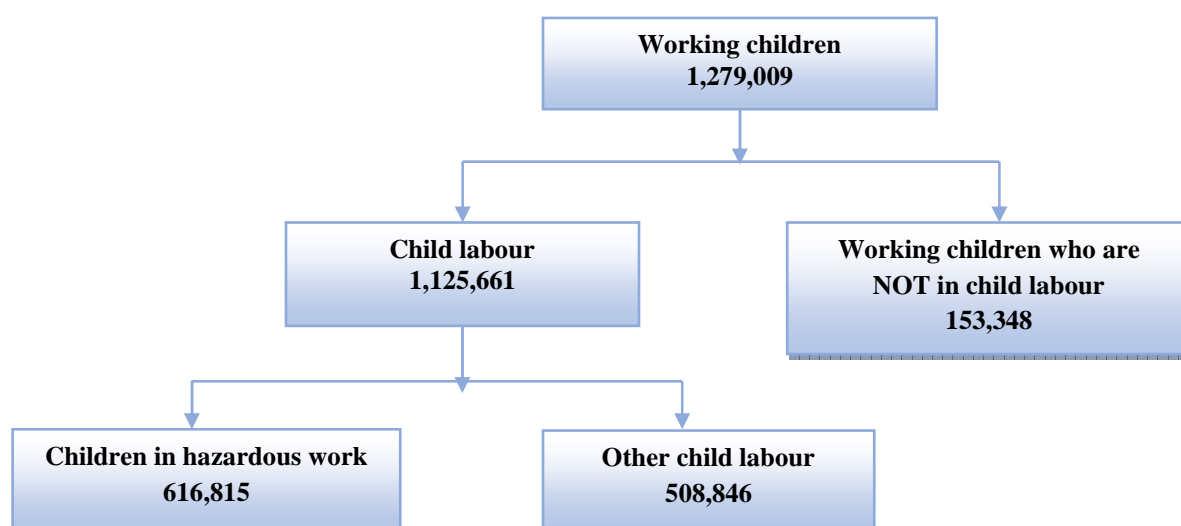 Working children
1,279,009
Child labour
1,125,661
Working children who are
NOT in child labour
153,348
Children in hazardous work
616,815
Other child labour
508,846